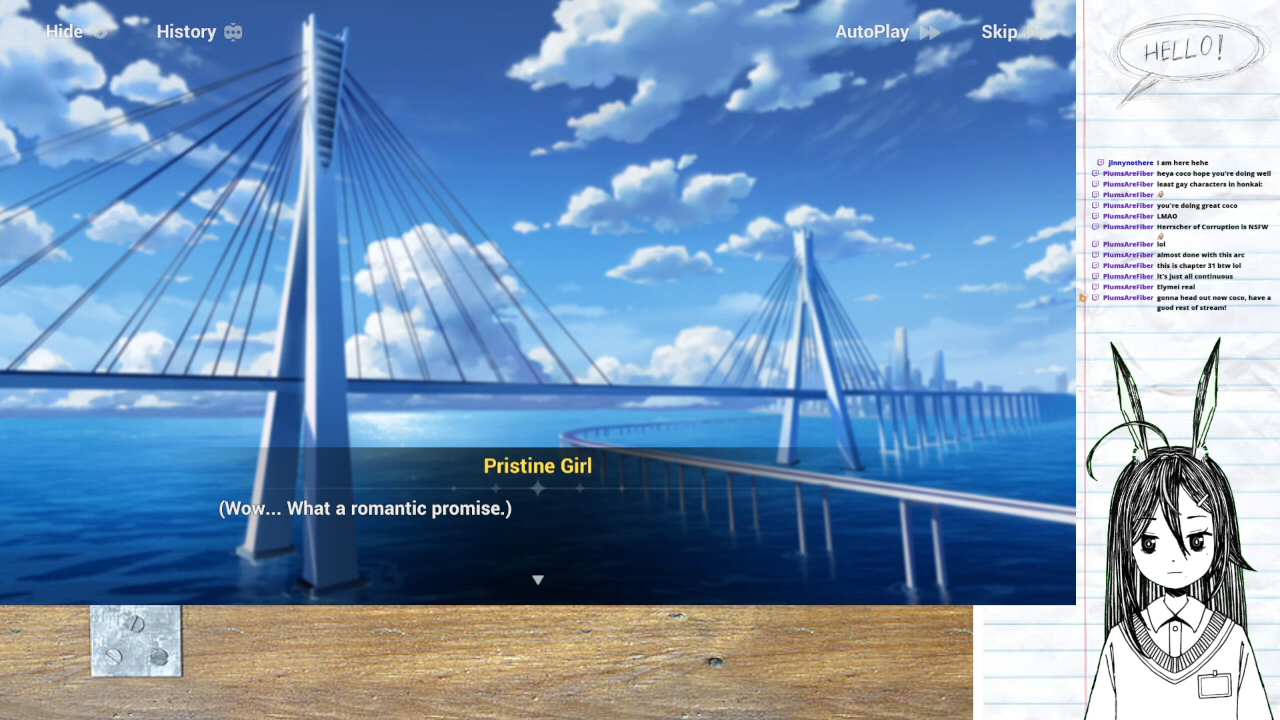 Hide
History
AutoPlay
Skip
HELLO!
jinnynothere I am here hehe
PlumsAreFiber heya coco hope you're doing well
PlumsAreFiber least gay characters in honkai:
PlumsAreFiber
PlumsAreFiber you're doing great coco
PlumsAreFiber LMAO
PlumsAreFiber Herrscher of Corruption is NSFW
PlumsAreFiber lol
PlumsAreFiber almost done with this arc
PlumsAreFiber this is chapter 31 btw lol
PlumsAreFiber it's just all continuous
PlumsAreFiber Elymei real
PlumsAreFiber gonna head out now coco, have a
good rest of stream!
Pristine Girl
(Wow... What a romantic promise.)